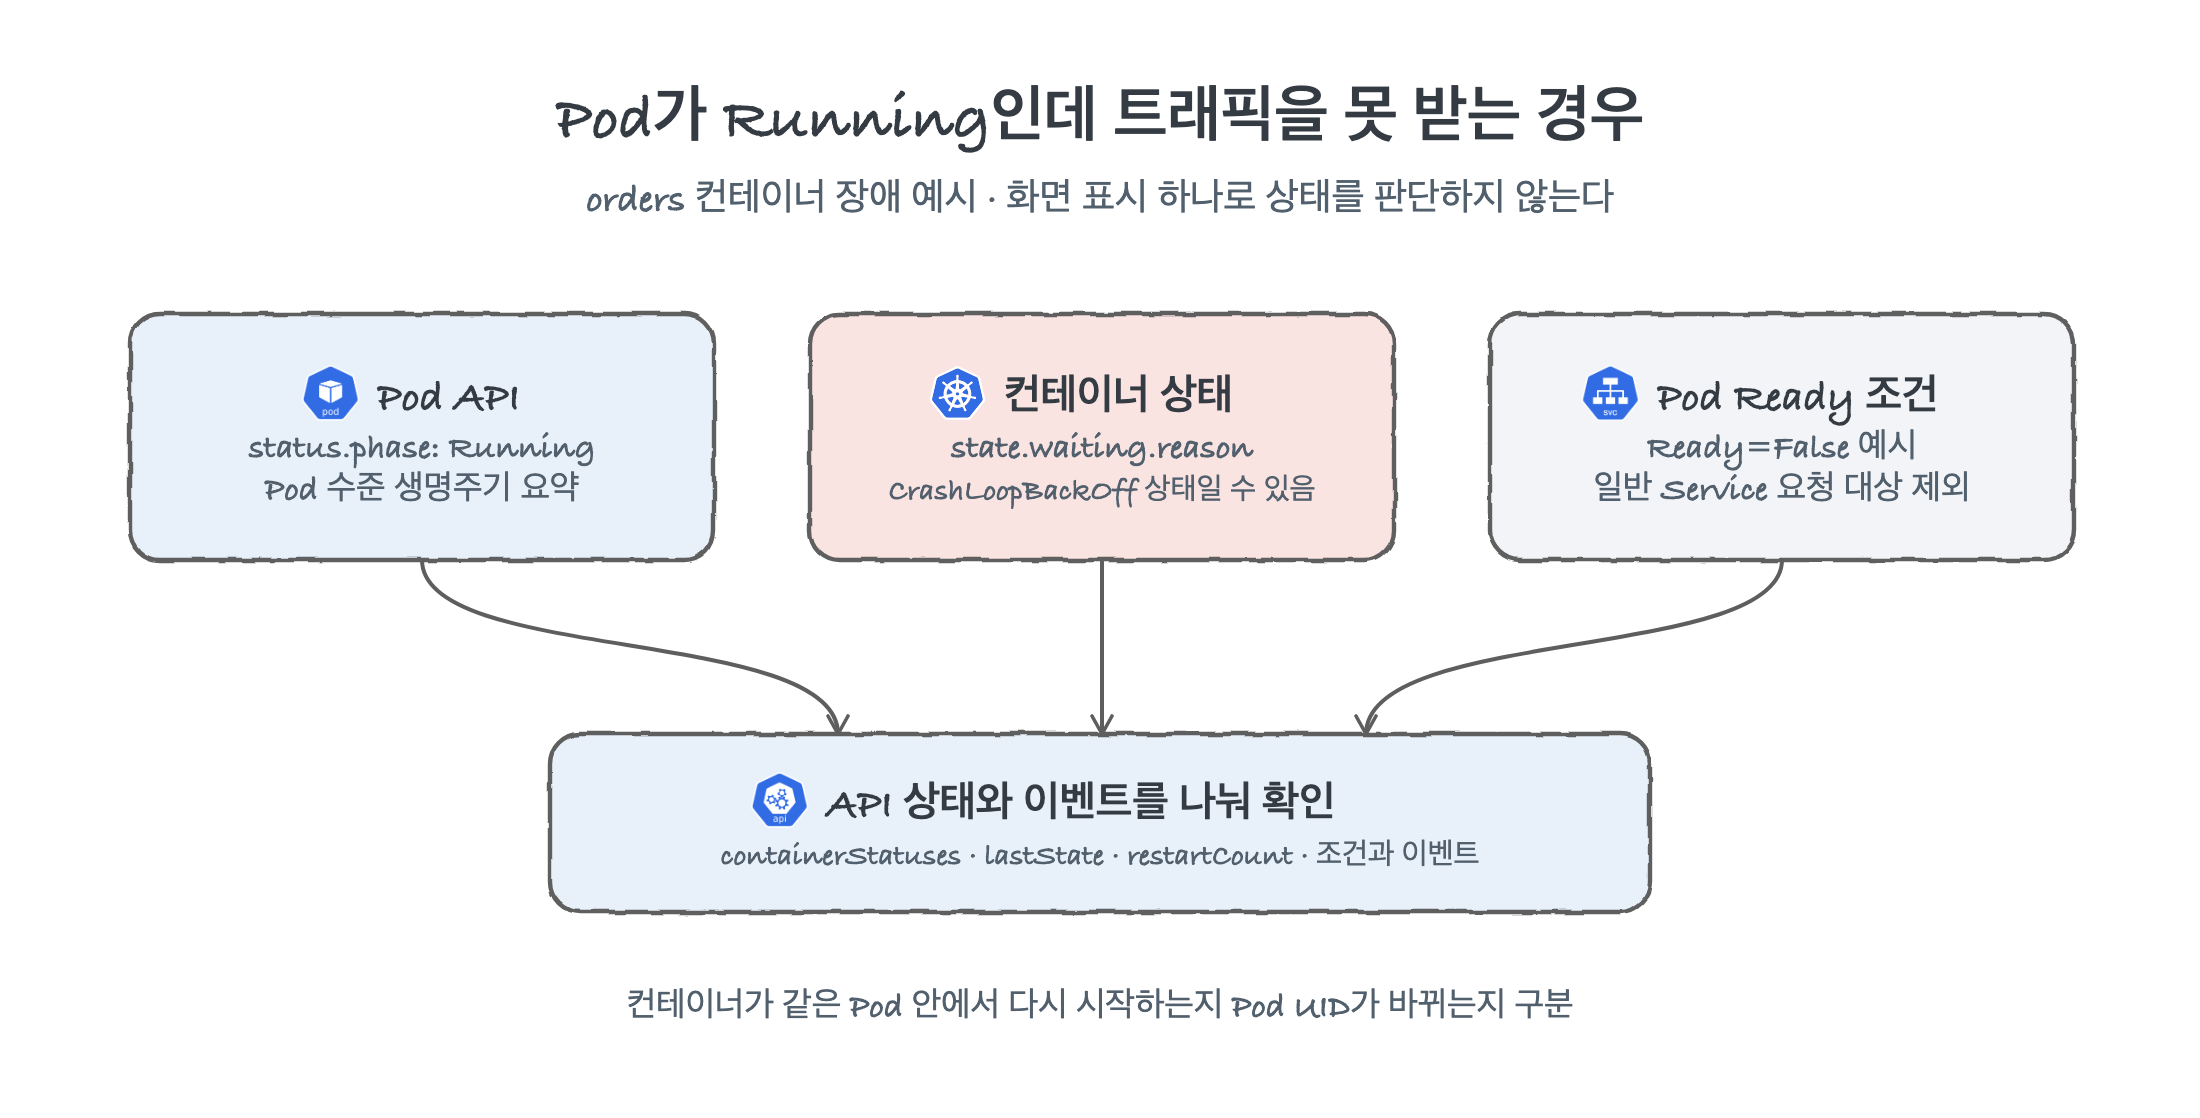 Pod가 Running인데 트래픽을 못 받는 경우
orders 컨테이너 장애 예시 · 화면 표시 하나로 상태를 판단하지 않는다
pod
Pod API
status.phase: Running
Pod 수준 생명주기 요약
컨테이너 상태
state.waiting.reason
CrashLoopBackOff 상태일 수 있음
svc
Pod Ready 조건
Ready=False 예시
일반 Service 요청 대상 제외
api
API 상태와 이벤트를 나눠 확인
containerStatuses · lastState · restartCount · 조건과 이벤트
컨테이너가 같은 Pod 안에서 다시 시작하는지 Pod UID가 바뀌는지 구분